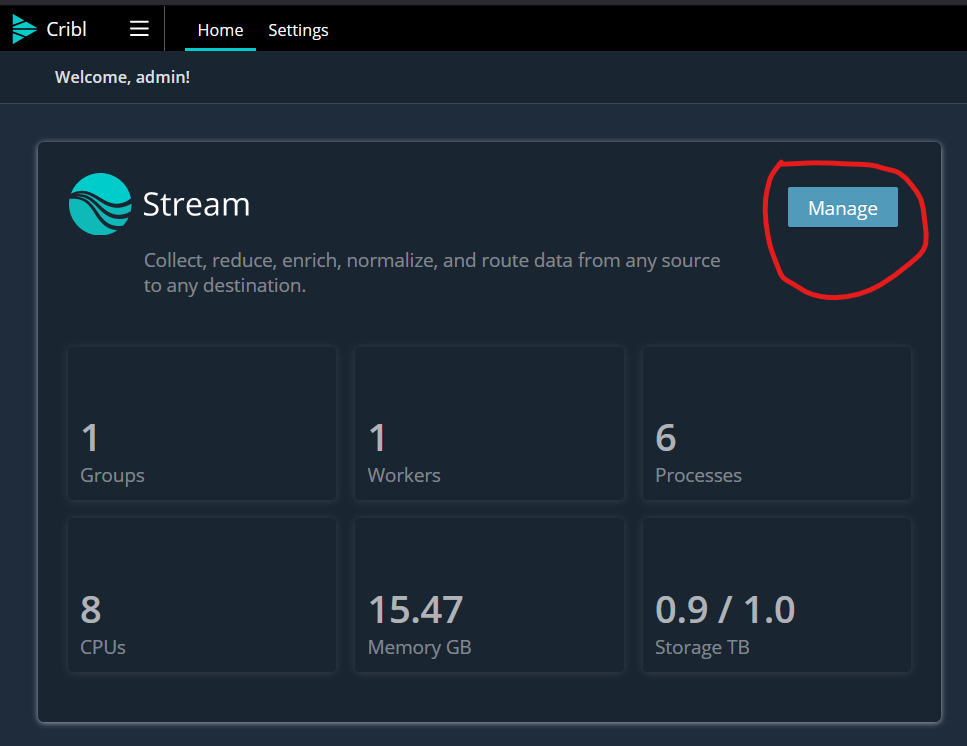 Cribl Home Settings
Welcome, admin!
Stream
Manage
Collect, reduce, enrich, normalize, and route data from any source
to any destination.
1
Groups
1
Workers
6
Processes
8
CPUs
15.47
Memory GB
0.9 / 1.0
Storage TB